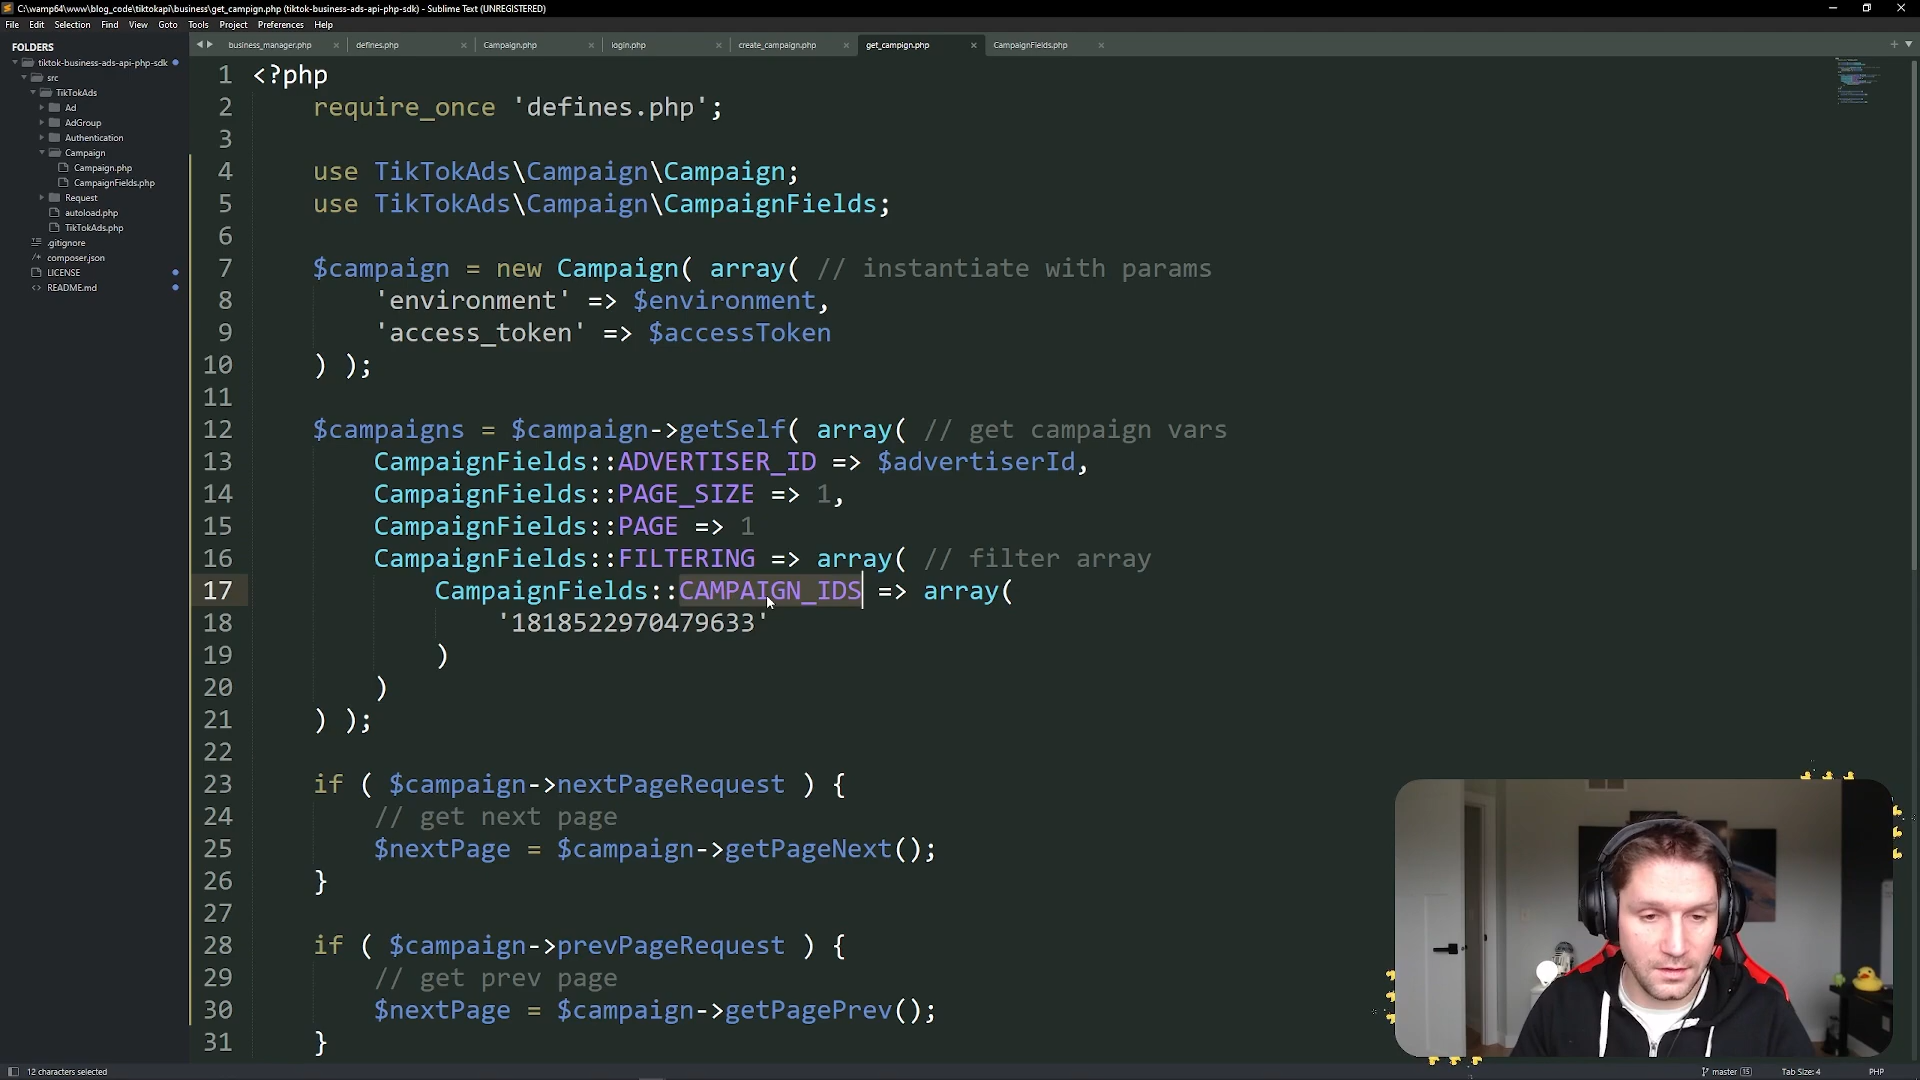 C:\wamp64\www\blog_code\tiktokapi\business\get_campign.php (tiktok-business-ads-api-php-sdk) - Sublime Text (UNREGISTERED)
File Edit Selection Find View Goto Tools Project Preferences Help
FOLDERS
tiktok-business-ads-api-php-sdk
src
TikTokAds
Ad
AdGroup
Authentication
Campaign
Campaign.php
CampaignFields.php
Request
autoload.php
TikTokAds.php
.gitignore
composer.json
LICENSE
README.md
business_manager.php defines.php Campaign.php login.php create_campaign.php get_campign.php CampaignFields.php
1 <?php
2 require_once 'defines.php';
3
4 use TikTokAds\Campaign\Campaign;
5 use TikTokAds\Campaign\CampaignFields;
6
7 $campaign = new Campaign( array( // instantiate with params
8 'environment' => $environment,
9 'access_token' => $accessToken
10 ) );
11
12 $campaigns = $campaign->getSelf( array( // get campaign vars
13 CampaignFields::ADVERTISER_ID => $advertiserId,
14 CampaignFields::PAGE_SIZE => 1,
15 CampaignFields::PAGE => 1
16 CampaignFields::FILTERING => array( // filter array
17 CampaignFields::CAMPAIGN_IDS => array(
18 '1818522970479633'
19 )
20 )
21 ) );
22
23 if ( $campaign->nextPageRequest ) {
24 // get next page
25 $nextPage = $campaign->getPageNext();
26 }
27
28 if ( $campaign->prevPageRequest ) {
29 // get prev page
30 $nextPage = $campaign->getPagePrev();
31 }
12 characters selected
master 15 Tab Size: 4 PHP